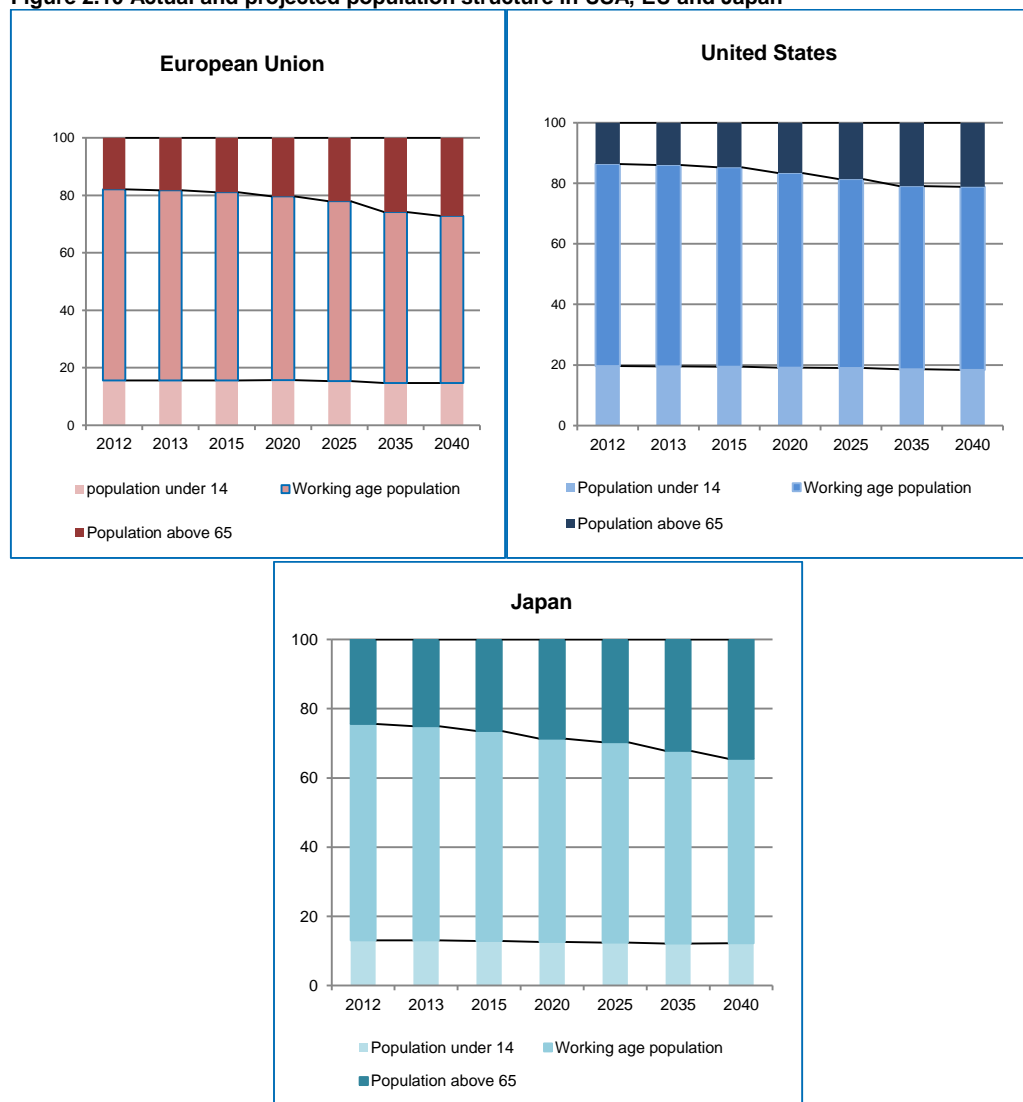 Figure 2.10 Actual and projected population structure in USA, EU and Japan
European Union
100
80
60
40
20
0
2012 2013 2015 2020 2025 2035 2040
population under 14 Working age population
Population above 65
United States
100
80
60
40
20
0
2012 2013 2015 2020 2025 2035 2040
Population under 14 Working age population
Population above 65
Japan
100
80
60
40
20
0
2012 2013 2015 2020 2025 2035 2040
Population under 14 Working age population
Population above 65